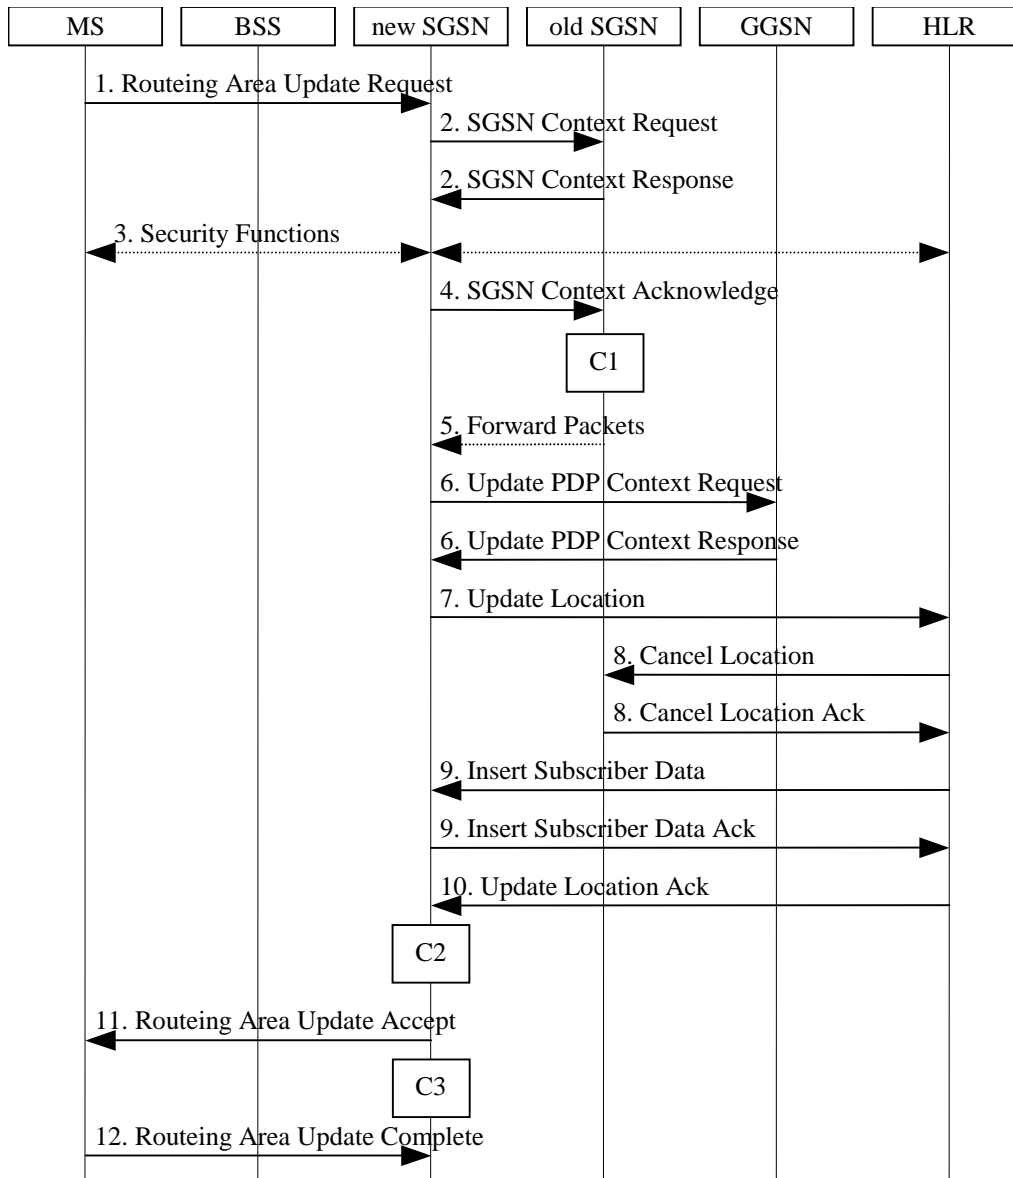 MS
BSS
new SGSN
old SGSN
GGSN
HLR
1. Routeing Area Update Request
2. SGSN Context Request
2. SGSN Context Response
3. Security Functions
4. SGSN Context Acknowledge
C1
5. Forward Packets
6. Update PDP Context Request
6. Update PDP Context Response
7. Update Location
8. Cancel Location
8. Cancel Location Ack
9. Insert Subscriber Data
9. Insert Subscriber Data Ack
10. Update Location Ack
C2
11. Routeing Area Update Accept
C3
12. Routeing Area Update Complete